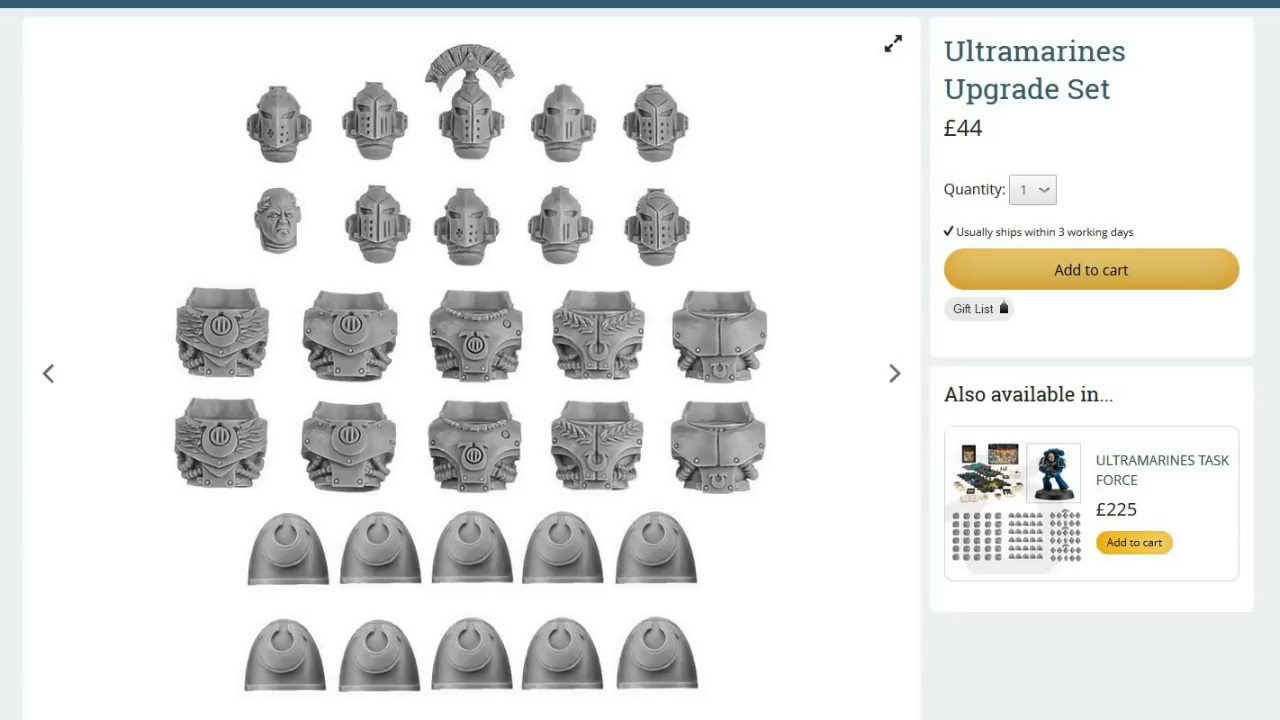 Ultramarines
Upgrade Set
£44
Quantity: 1
Usually ships within 3 working days
Add to cart
Gift List
Also available in...
ULTRAMARINES TASK
FORCE
£225
Add to cart